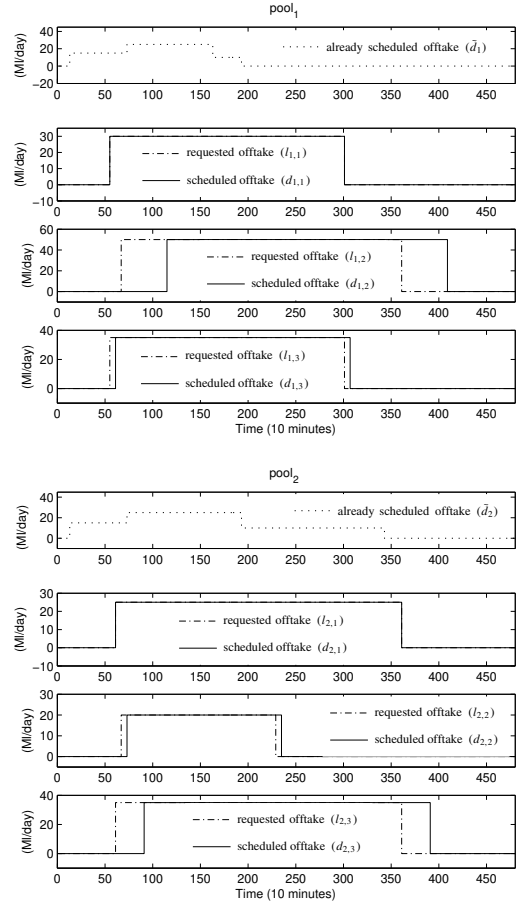 pool₁
(Ml/day)
40
20
0
−20
already scheduled offtake (d̄₁)
0 50 100 150 200 250 300 350 400 450
(Ml/day)
30
20
10
0
−10
requested offtake (l₁,₁)
scheduled offtake (d₁,₁)
0 50 100 150 200 250 300 350 400 450
(Ml/day)
60
40
20
0
requested offtake (l₁,₂)
scheduled offtake (d₁,₂)
0 50 100 150 200 250 300 350 400 450
(Ml/day)
40
20
0
requested offtake (l₁,₃)
scheduled offtake (d₁,₃)
0 50 100 150 200 250 300 350 400 450
Time (10 minutes)
pool₂
(Ml/day)
40
20
0
already scheduled offtake (d̄₂)
0 50 100 150 200 250 300 350 400 450
(Ml/day)
30
20
10
0
−10
requested offtake (l₂,₁)
scheduled offtake (d₂,₁)
0 50 100 150 200 250 300 350 400 450
(Ml/day)
30
20
10
0
requested offtake (l₂,₂)
scheduled offtake (d₂,₂)
0 50 100 150 200 250 300 350 400 450
(Ml/day)
40
20
0
requested offtake (l₂,₃)
scheduled offtake (d₂,₃)
0 50 100 150 200 250 300 350 400 450
Time (10 minutes)